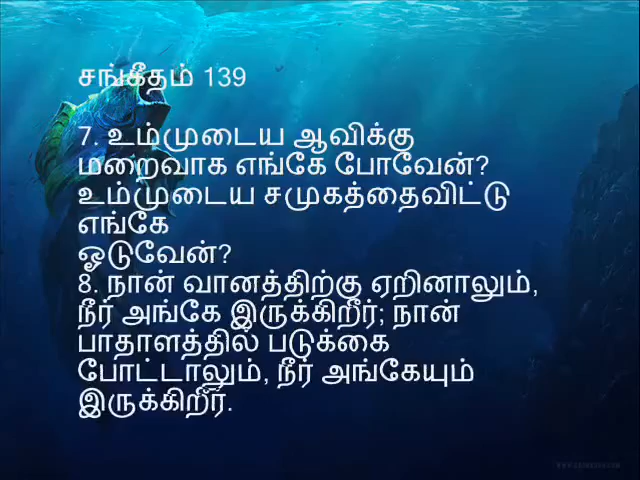 சங்கீதம் 139
7. உம்முடைய ஆவிக்கு
மறைவாக எங்கே போவேன்?
உம்முடைய சமுகத்தைவிட்டு
எங்கே
ஓடுவேன்?
8. நான் வானத்திற்கு ஏறினாலும்,
நீர் அங்கே இருக்கிறீர்; நான்
பாதாளத்தில் படுக்கை
போட்டாலும், நீர் அங்கேயும்
இருக்கிறீர்.